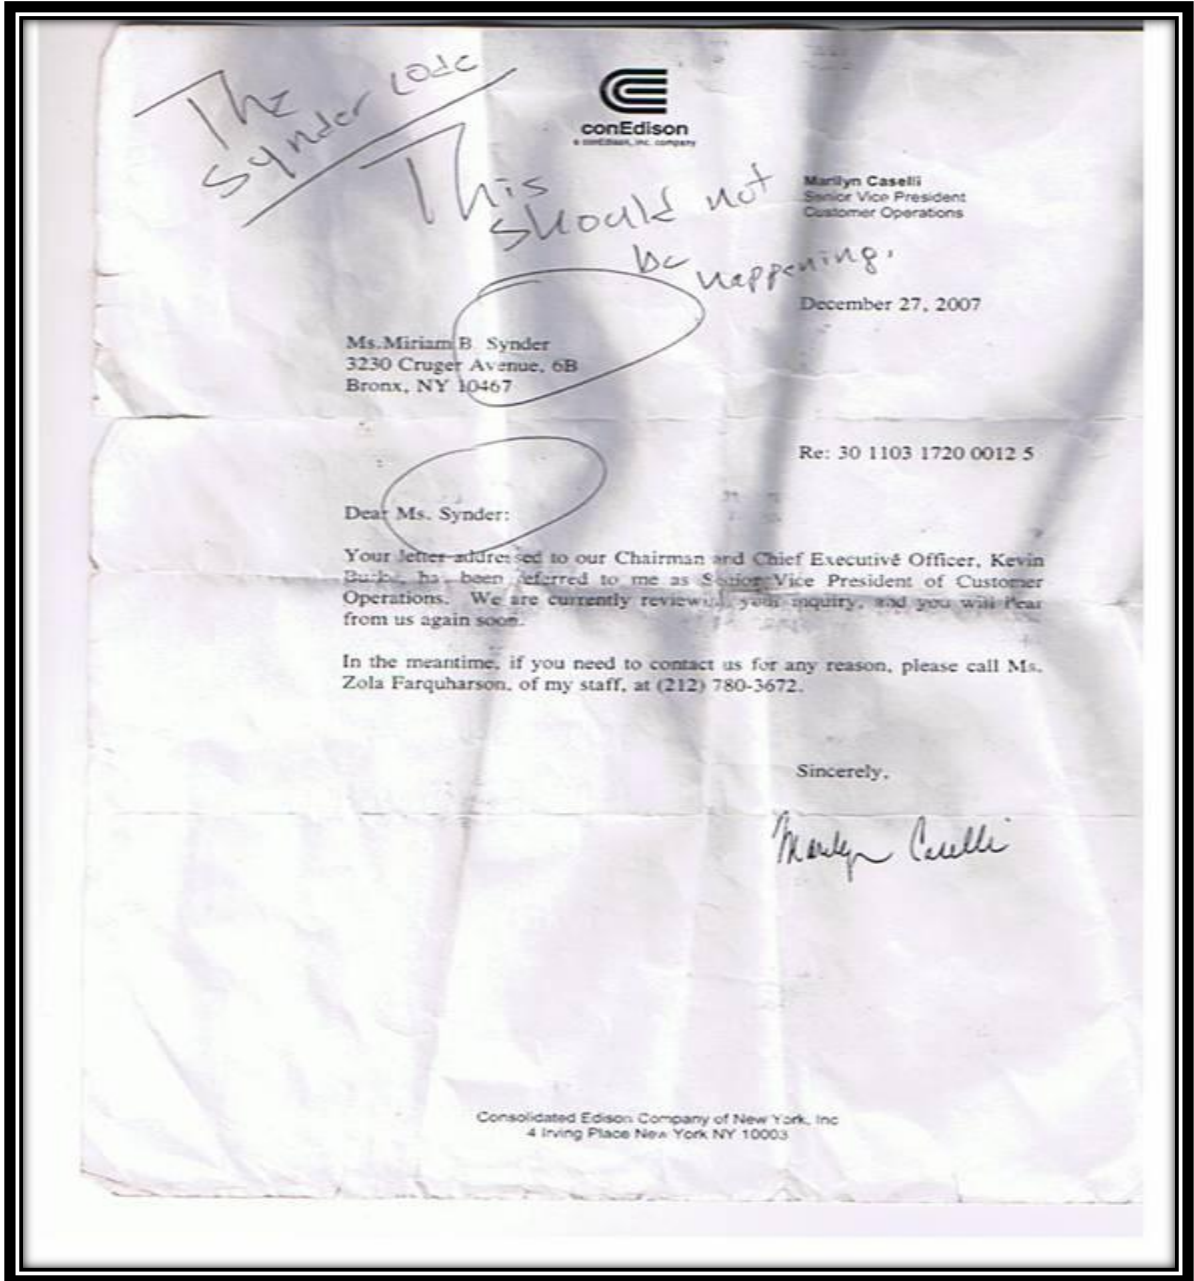 The
synder code
This
should not
be
happening.
conEdison
a conEdison, inc. company
Marilyn Caselli
Senior Vice President
Customer Operations
December 27, 2007
Ms.Miriam B. Synder
3230 Cruger Avenue, 6B
Bronx, NY 10467
Re: 30 1103 1720 0012 5
Dear Ms. Synder:
Your letter addressed to our Chairman and Chief Executive Officer, Kevin
Burke, has been referred to me as Senior Vice President of Customer
Operations. We are currently reviewing your inquiry, and you will hear
from us again soon.
In the meantime, if you need to contact us for any reason, please call Ms.
Zola Farquharson, of my staff, at (212) 780-3672.
Sincerely,
Marilyn Caselli
Consolidated Edison Company of New York, Inc
4 Irving Place New York NY 10003